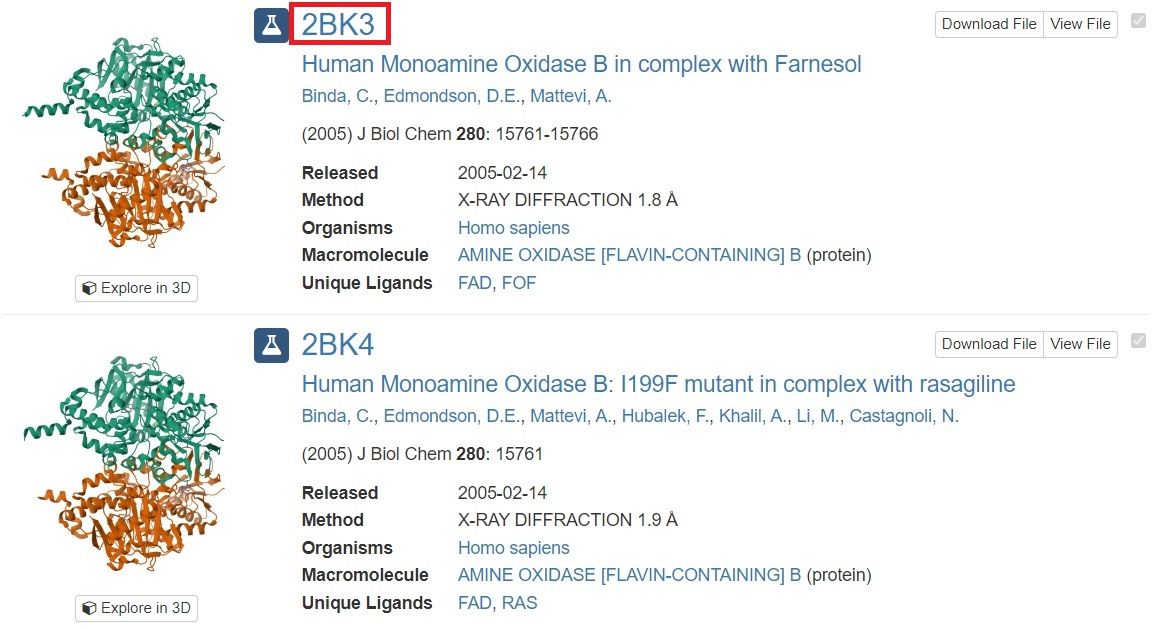 2BK3
Download File View File
Human Monoamine Oxidase B in complex with Farnesol
Binda, C., Edmondson, D.E., Mattevi, A.
(2005) J Biol Chem 280: 15761-15766
Released 2005-02-14
Method X-RAY DIFFRACTION 1.8 Å
Organisms Homo sapiens
Macromolecule AMINE OXIDASE [FLAVIN-CONTAINING] B (protein)
Unique Ligands FAD, FOF
Explore in 3D
2BK4
Download File View File
Human Monoamine Oxidase B: I199F mutant in complex with rasagiline
Binda, C., Edmondson, D.E., Mattevi, A., Hubalek, F., Khalil, A., Li, M., Castagnoli, N.
(2005) J Biol Chem 280: 15761
Released 2005-02-14
Method X-RAY DIFFRACTION 1.9 Å
Organisms Homo sapiens
Macromolecule AMINE OXIDASE [FLAVIN-CONTAINING] B (protein)
Unique Ligands FAD, RAS
Explore in 3D